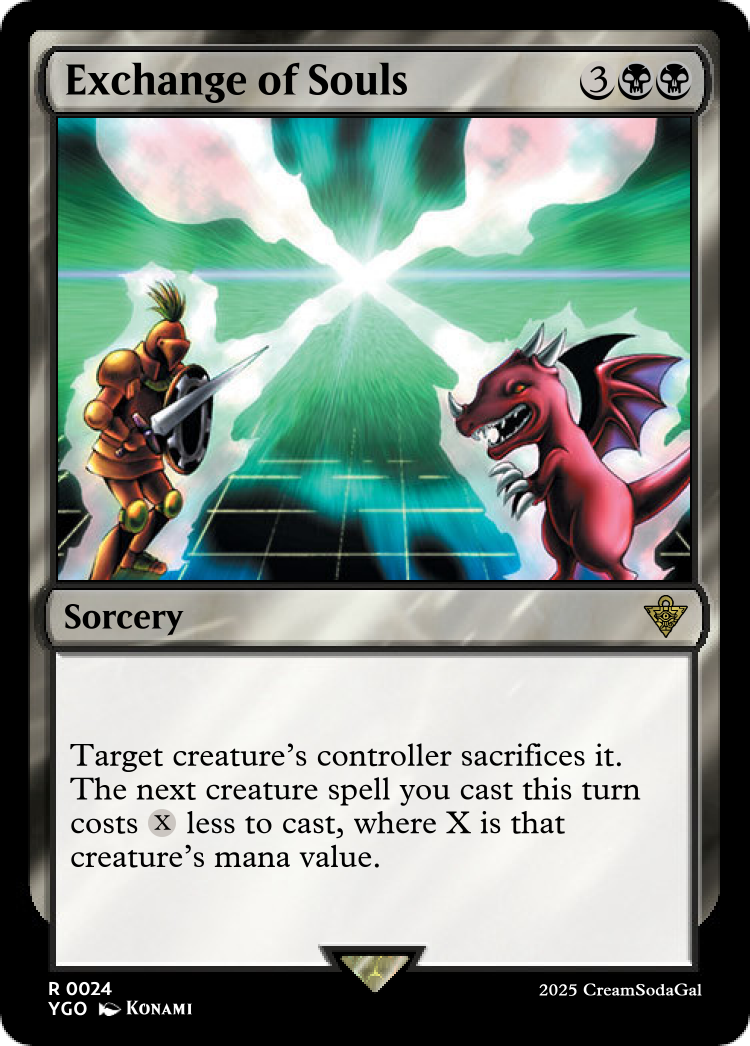 Exchange of Souls 3
Sorcery
Target creature's controller sacrifices it.
The next creature spell you cast this turn
costs X less to cast, where X is that
creature's mana value.
R 0024
YGO KONAMI
2025 CreamSodaGal